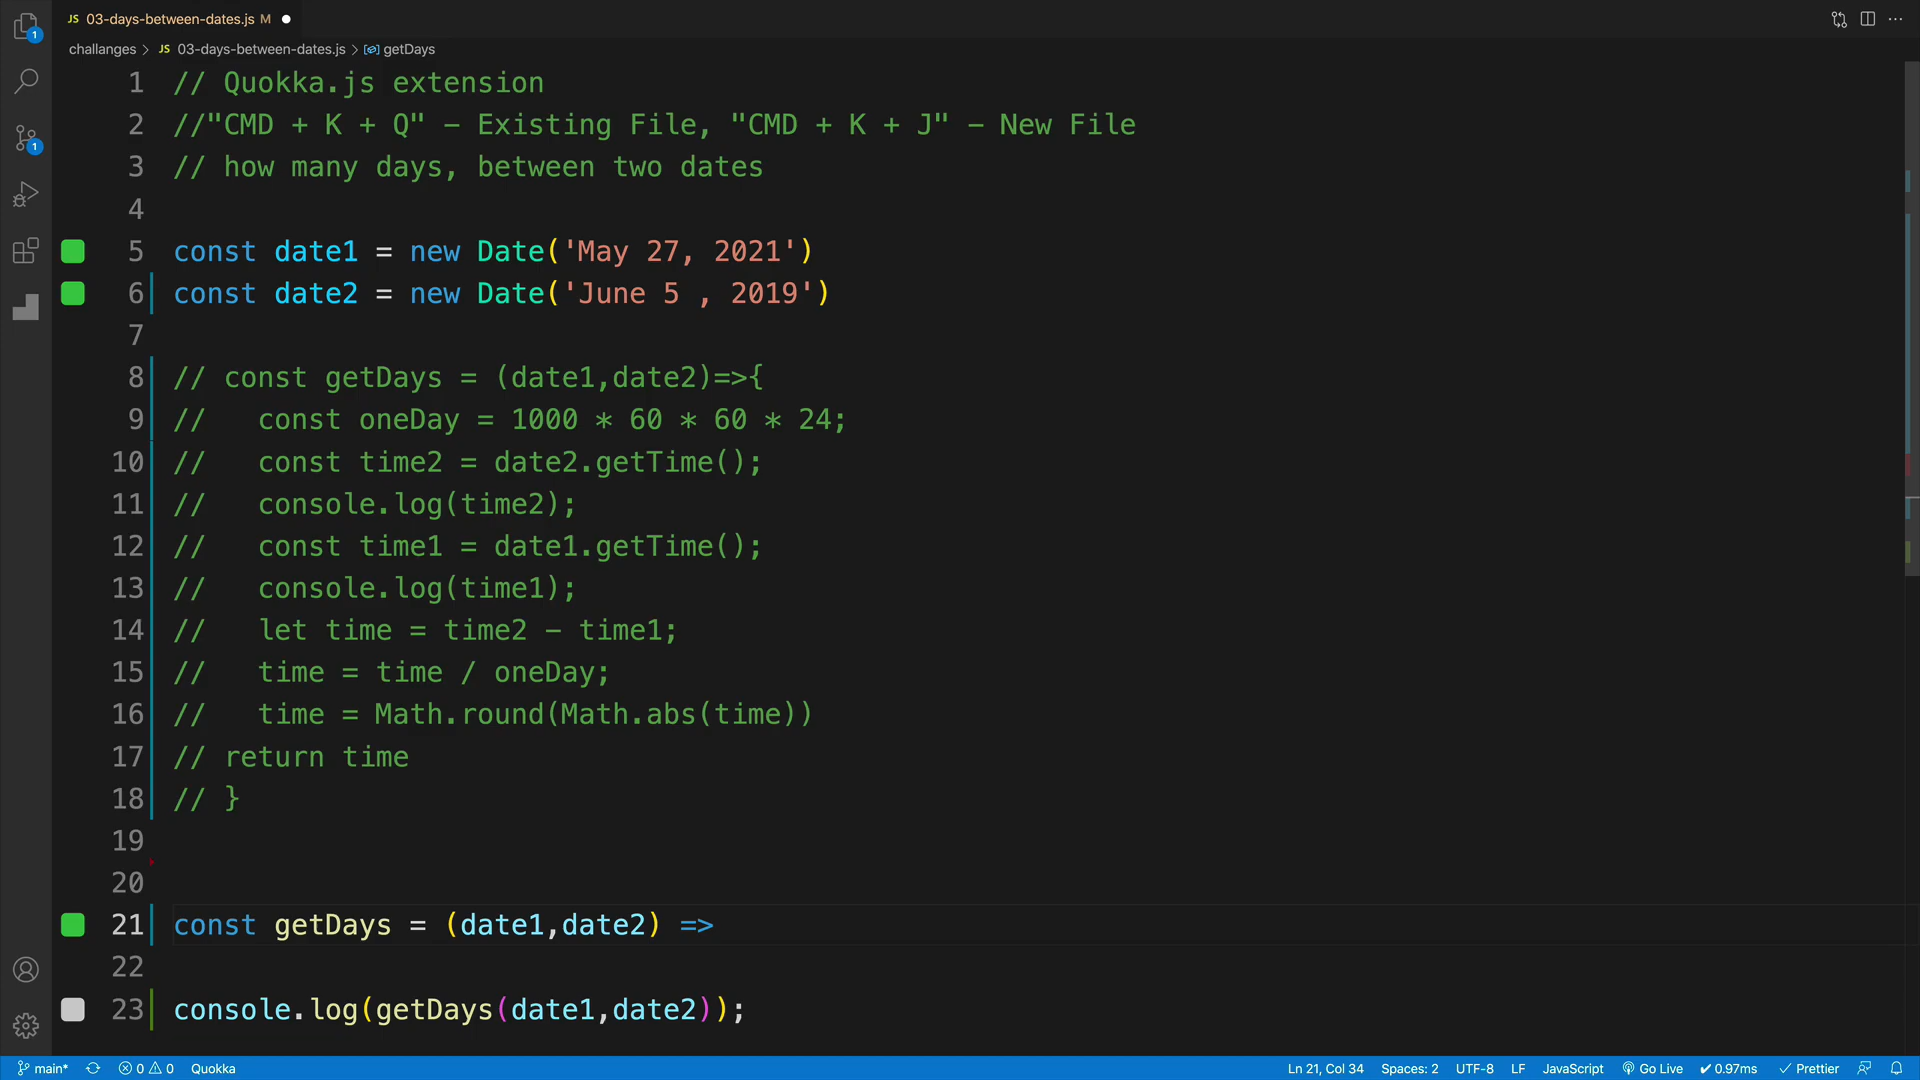 JS 03-days-between-dates.js M
challanges > JS 03-days-between-dates.js > getDays
1 // Quokka.js extension
2 //"CMD + K + Q" - Existing File, "CMD + K + J" - New File
3 // how many days, between two dates
4
5 const date1 = new Date('May 27, 2021')
6 const date2 = new Date('June 5 , 2019')
7
8 // const getDays = (date1,date2)=>{
9 //   const oneDay = 1000 * 60 * 60 * 24;
10 //   const time2 = date2.getTime();
11 //   console.log(time2);
12 //   const time1 = date1.getTime();
13 //   console.log(time1);
14 //   let time = time2 - time1;
15 //   time = time / oneDay;
16 //   time = Math.round(Math.abs(time))
17 // return time
18 // }
19
20
21 const getDays = (date1,date2) =>
22
23 console.log(getDays(date1,date2));
1
1
main* 0 0 Quokka Ln 21, Col 34 Spaces: 2 UTF-8 LF JavaScript Go Live ✓ 0.97ms ✓ Prettier